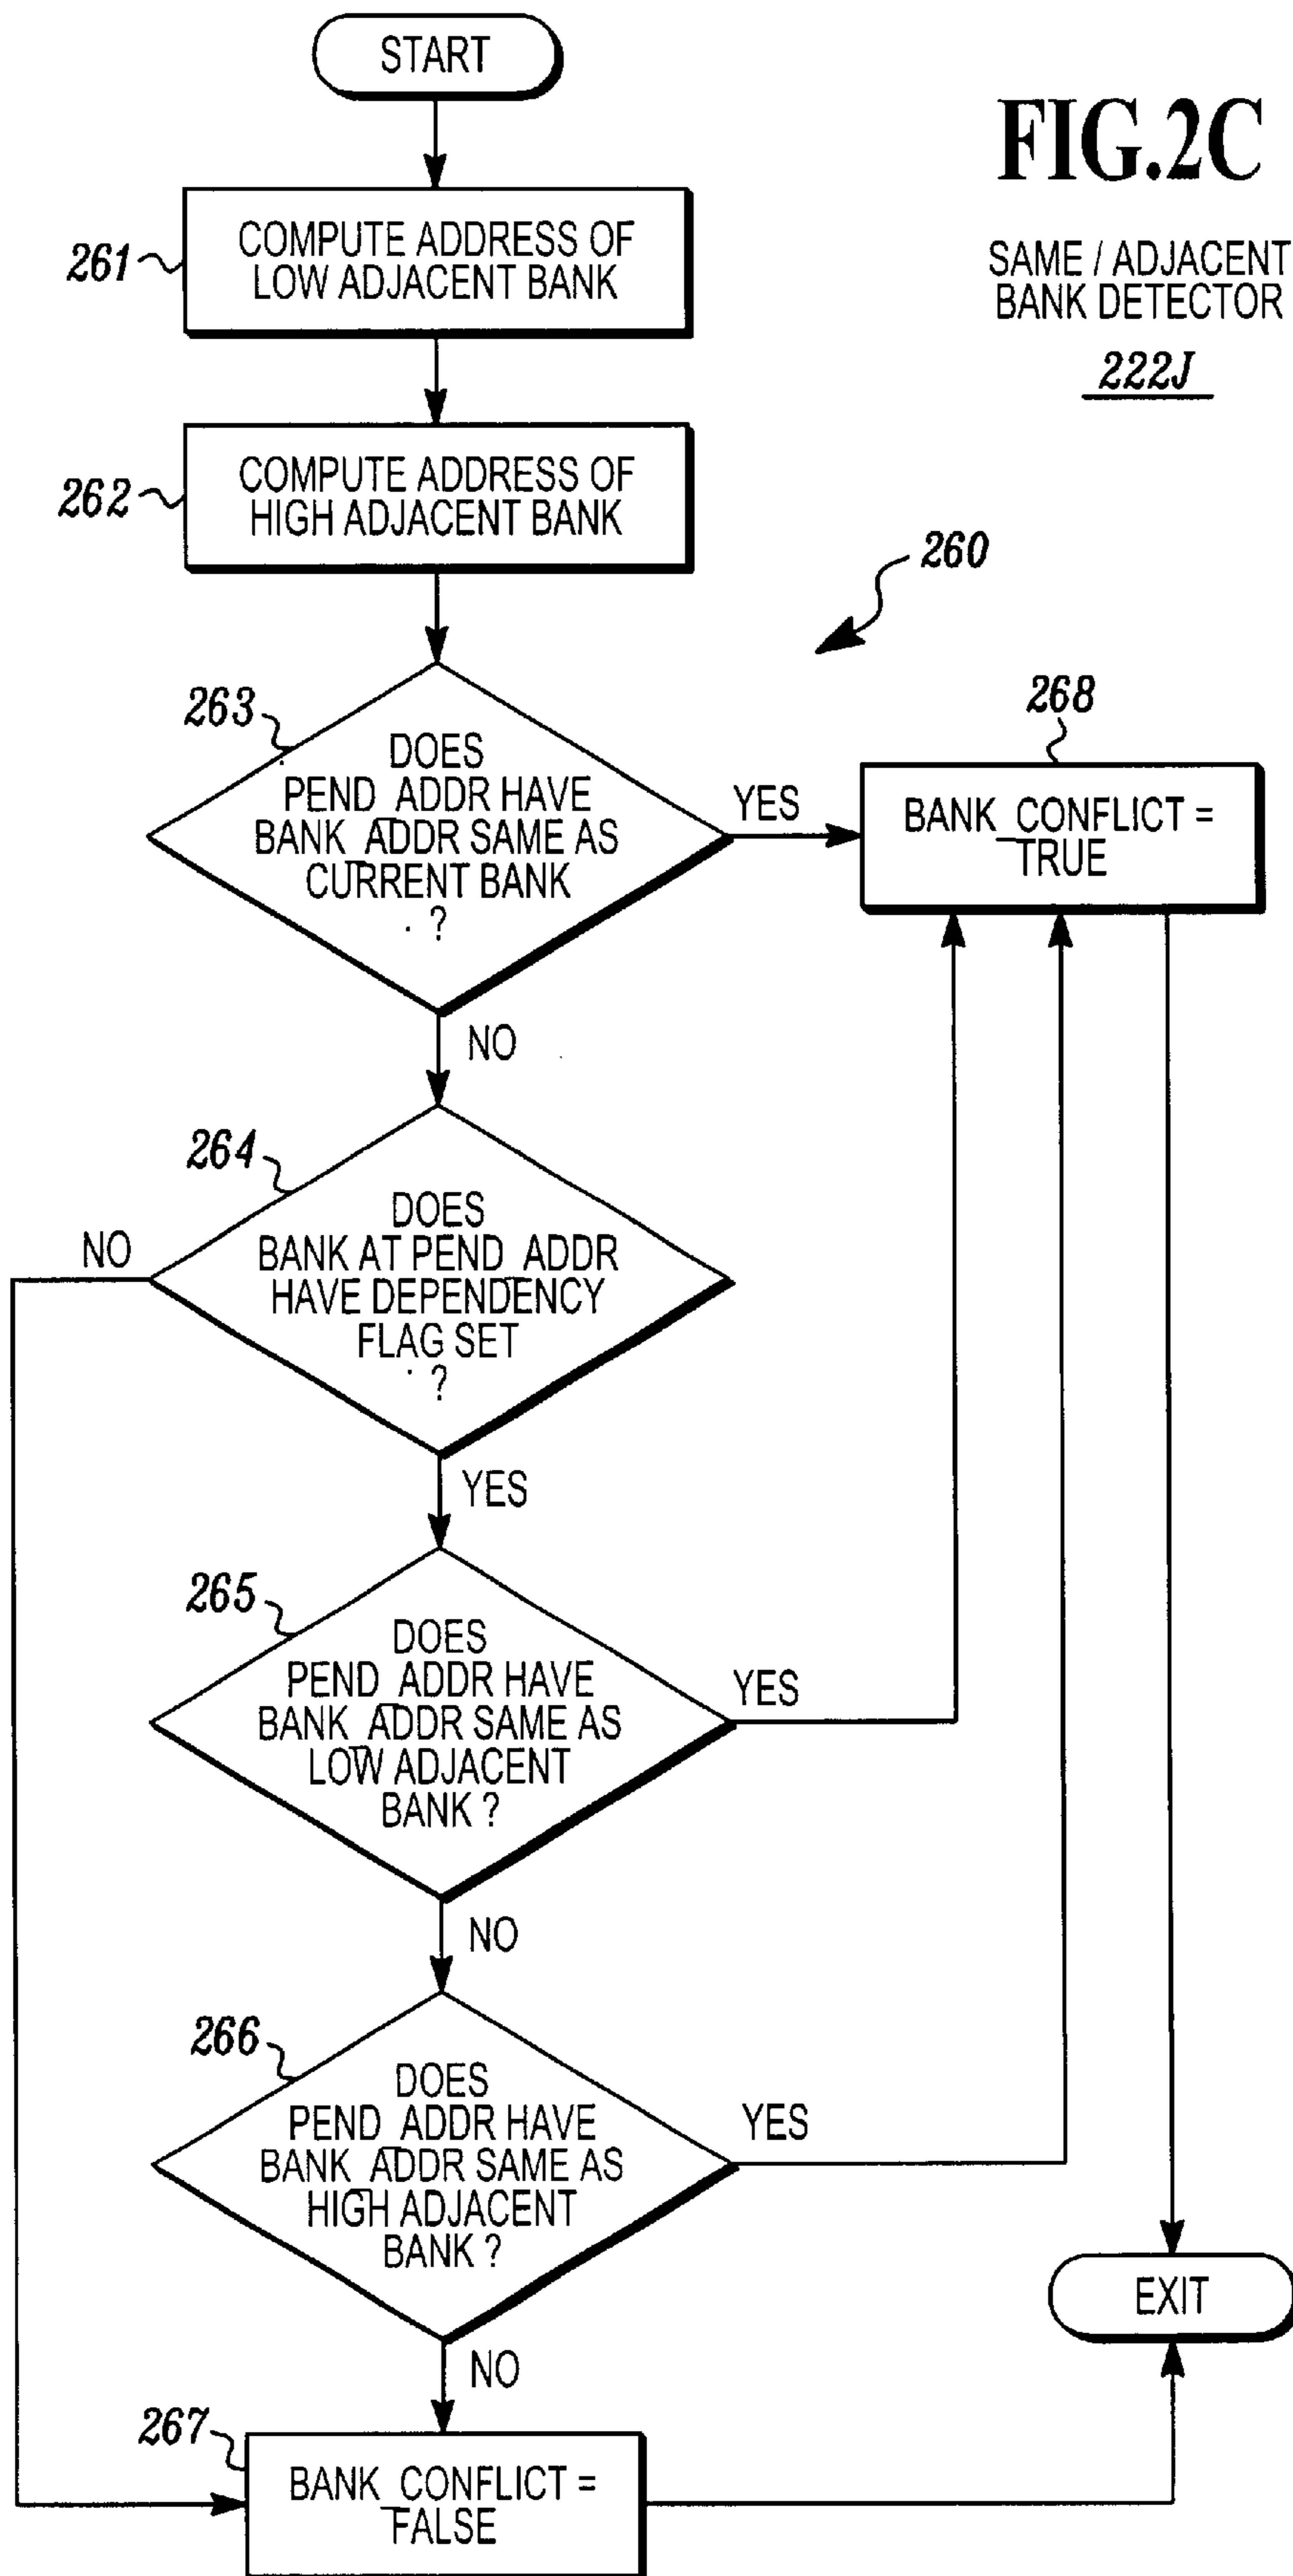 START
FIG.2C
SAME / ADJACENT
BANK DETECTOR
222J
261
COMPUTE ADDRESS OF
LOW ADJACENT BANK
262
COMPUTE ADDRESS OF
HIGH ADJACENT BANK
260
263
DOES
PEND_ADDR HAVE
BANK_ADDR SAME AS
CURRENT BANK
?
YES
268
BANK_CONFLICT =
TRUE
NO
264
DOES
BANK AT PEND_ADDR
HAVE DEPENDENCY
FLAG SET
?
NO
YES
265
DOES
PEND_ADDR HAVE
BANK_ADDR SAME AS
LOW ADJACENT
BANK ?
YES
NO
266
DOES
PEND_ADDR HAVE
BANK_ADDR SAME AS
HIGH ADJACENT
BANK ?
YES
EXIT
NO
267
BANK_CONFLICT =
FALSE